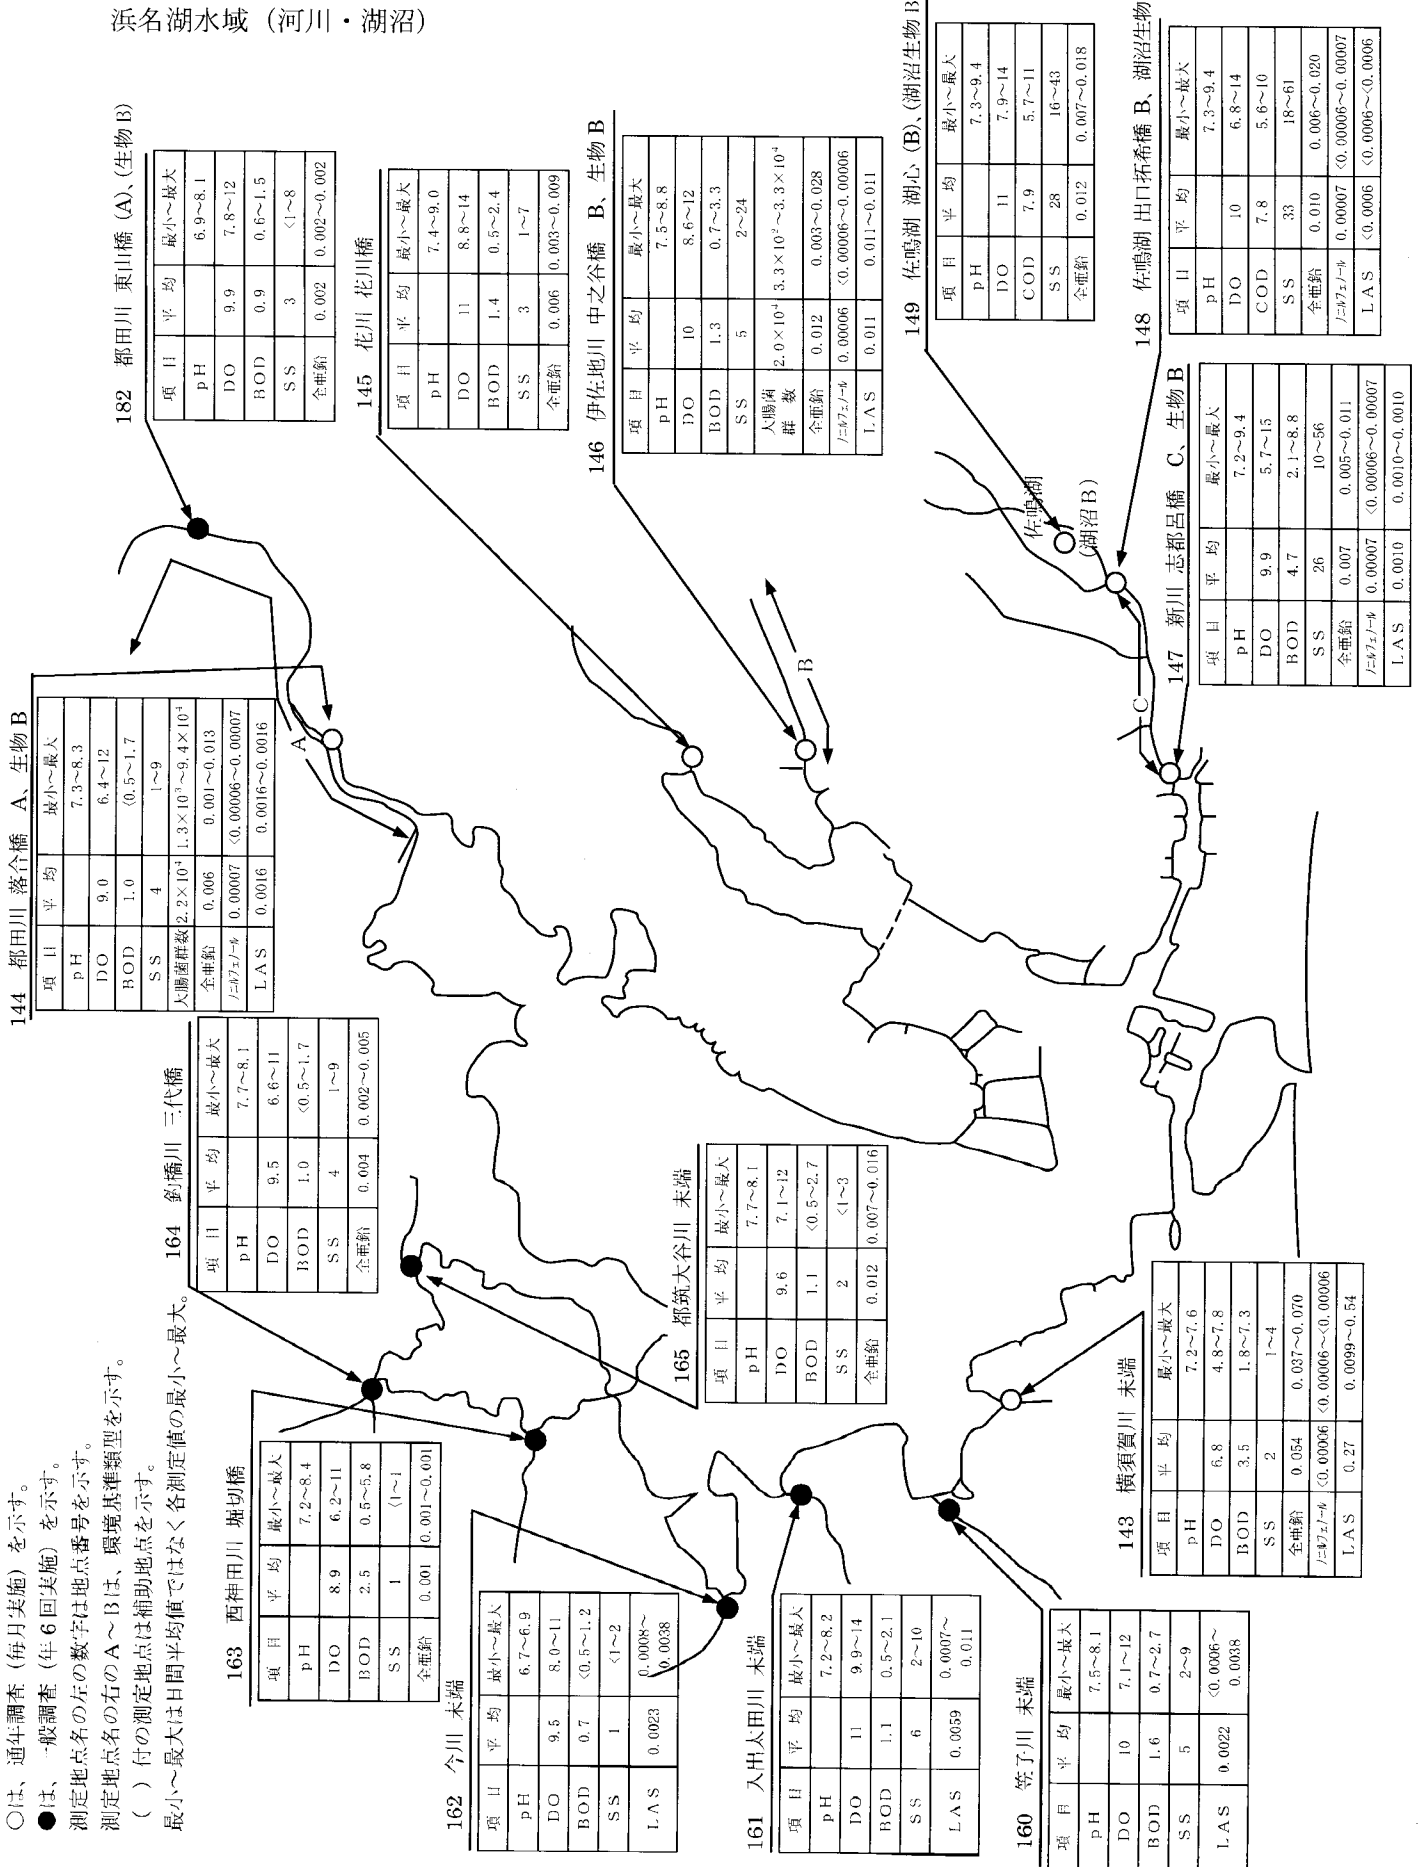 浜名湖水域（河川・湖沼）
○は、通年調査（毎月実施）を示す。
●は、一般調査（年6回実施）を示す。
測定地点名の左の数字は地点番号を示す。
測定地点名の右のA～Bは、環境基準類型を示す。
（ ）付の測定地点は補助地点を示す。
最小～最大は日間平均値ではなく各測定値の最小～最大。
144 都田川 落合橋 A、生物B
項目 平均 最小～最大
pH 7.3～8.3
DO 9.0 6.4～12
BOD 1.0 <0.5～1.7
SS 4 1～9
大腸菌群数 2.2×10⁴ 1.3×10³～9.4×10⁴
全亜鉛 0.006 0.001～0.013
ノニルフェノール 0.00007 <0.00006～0.00007
LAS 0.0016 0.0016～0.0016
182 都田川 東山橋 (A)、(生物B)
項目 平均 最小～最大
pH 6.9～8.1
DO 9.9 7.8～12
BOD 0.9 0.6～1.5
SS 3 <1～8
全亜鉛 0.002 0.002～0.002
145 花川 花川橋
項目 平均 最小～最大
pH 7.4～9.0
DO 11 8.8～14
BOD 1.4 0.5～2.4
SS 3 1～7
全亜鉛 0.006 0.003～0.009
146 伊佐地川 中之谷橋 B、生物B
項目 平均 最小～最大
pH 7.5～8.8
DO 10 8.6～12
BOD 1.3 0.7～3.3
SS 5 2～24
大腸菌群数 2.0×10⁴ 3.3×10²～3.3×10⁴
全亜鉛 0.012 0.003～0.028
ノニルフェノール 0.00006 <0.00006～0.00006
LAS 0.011 0.011～0.011
149 佐鳴湖 湖心 (B)、(湖沼生物B
項目 平均 最小～最大
pH 7.3～9.4
DO 11 7.9～14
COD 7.9 5.7～11
SS 28 16～43
全亜鉛 0.012 0.007～0.018
148 佐鳴湖 出口拓希橋 B、湖沼生物
項目 平均 最小～最大
pH 7.3～9.4
DO 10 6.8～14
COD 7.8 5.6～10
SS 33 18～61
全亜鉛 0.010 0.006～0.020
ノニルフェノール 0.00007 <0.00006～0.00007
LAS <0.0006 <0.0006～<0.0006
147 新川 志都呂橋 C、生物B
項目 平均 最小～最大
pH 7.2～9.4
DO 9.9 5.7～15
BOD 4.7 2.1～8.8
SS 26 10～56
全亜鉛 0.007 0.005～0.011
ノニルフェノール 0.00007 <0.00006～0.00007
LAS 0.0010 0.0010～0.0010
A
B
C
佐鳴湖
(湖沼B)
164 釣橋川 三代橋
項目 平均 最小～最大
pH 7.7～8.1
DO 9.5 6.6～11
BOD 1.0 <0.5～1.7
SS 4 1～9
全亜鉛 0.004 0.002～0.005
165 都筑大谷川 末端
項目 平均 最小～最大
pH 7.7～8.1
DO 9.6 7.1～12
BOD 1.1 <0.5～2.7
SS 2 <1～3
全亜鉛 0.012 0.007～0.016
163 西神田川 堀切橋
項目 平均 最小～最大
pH 7.2～8.4
DO 8.9 6.2～11
BOD 2.5 0.5～5.8
SS 1 <1～1
全亜鉛 0.001 0.001～0.001
162 今川 末端
項目 平均 最小～最大
pH 6.7～6.9
DO 9.5 8.0～11
BOD 0.7 <0.5～1.2
SS 1 <1～2
LAS 0.0023 0.0008～0.0038
161 入出太田川 末端
項目 平均 最小～最大
pH 7.2～8.2
DO 11 9.9～14
BOD 1.1 0.5～2.1
SS 6 2～10
LAS 0.0059 0.0007～0.011
160 笠子川 末端
項目 平均 最小～最大
pH 7.5～8.1
DO 10 7.1～12
BOD 1.6 0.7～2.7
SS 5 2～9
LAS 0.0022 <0.0006～0.0038
143 横須賀川 末端
項目 平均 最小～最大
pH 7.2～7.6
DO 6.8 4.8～7.8
BOD 3.5 1.8～7.3
SS 2 1～4
全亜鉛 0.054 0.037～0.070
ノニルフェノール <0.00006 <0.00006～<0.00006
LAS 0.27 0.0099～0.54